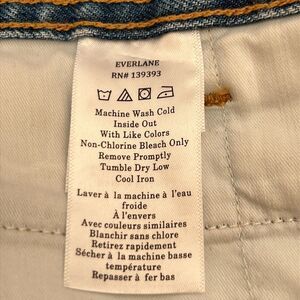 EVERLANE
RN# 139393
Machine Wash Cold
Inside Out
With Like Colors
Non-Chlorine Bleach Only
Remove Promptly
Tumble Dry Low
Cool Iron
Laver à la machine à l'eau
froide
À l'envers
Avec couleurs similaires
Blanchir sans chlore
Retirez rapidement
Sécher à la machine basse
température
Repasser à fer bas